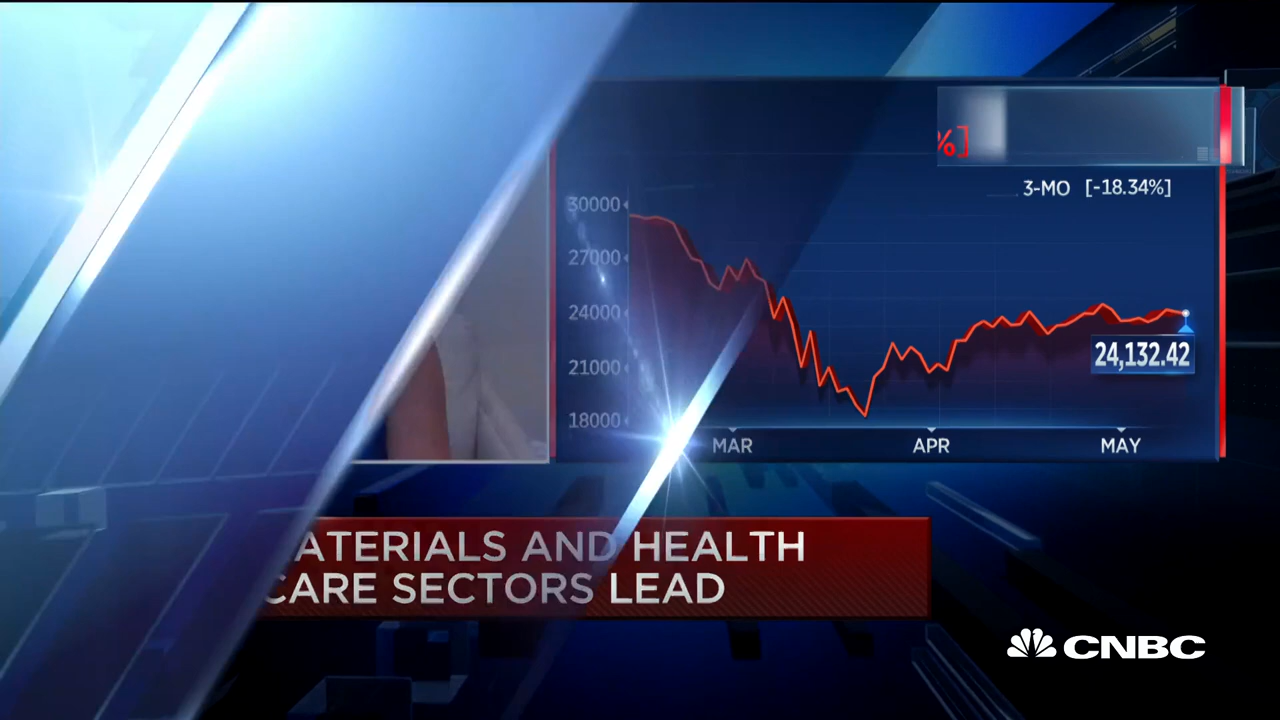 %]
3-MO [-18.34%]
30000
27000
24000
21000
18000
24,132.42
MAR APR MAY
ATERIALS AND HEALTH
CARE SECTORS LEAD
CNBC